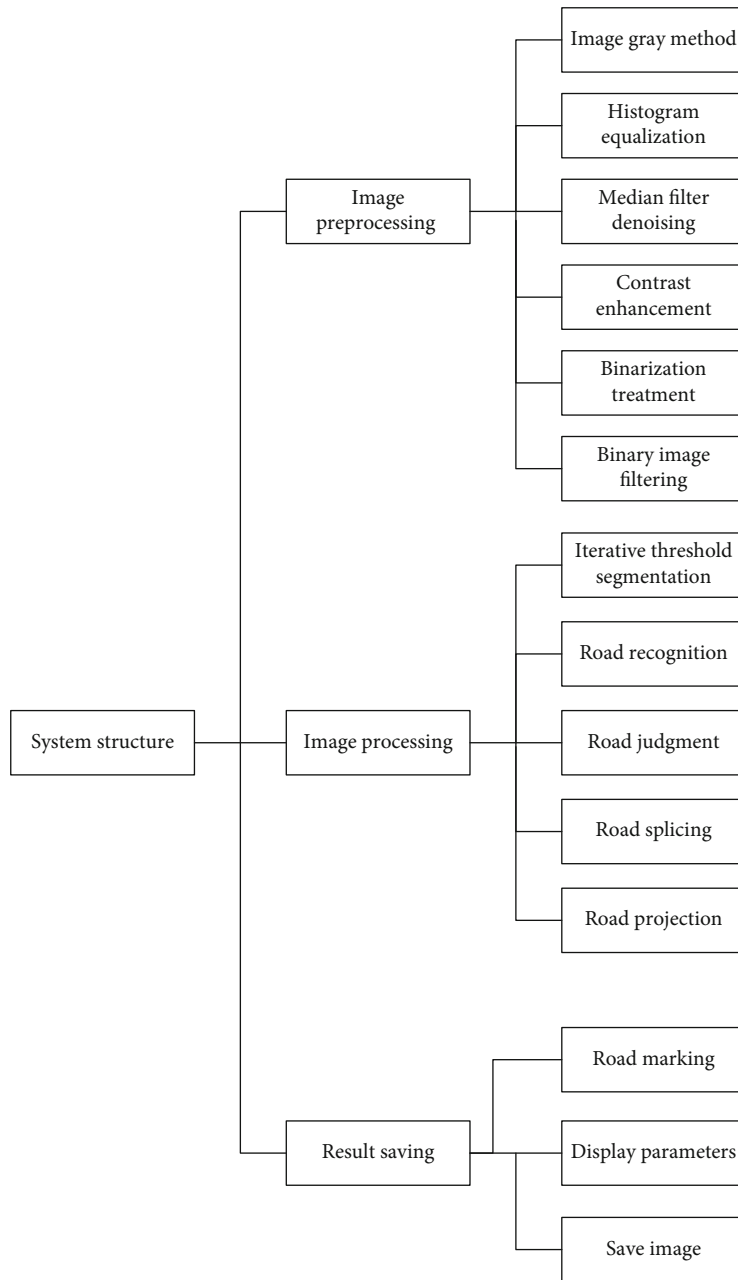 Image gray method
Histogram
equalization
Image
preprocessing
Median filter
denoising
Contrast
enhancement
Binarization
treatment
Binary image
filtering
Iterative threshold
segmentation
Road recognition
System structure
Image processing
Road judgment
Road splicing
Road projection
Road marking
Result saving
Display parameters
Save image